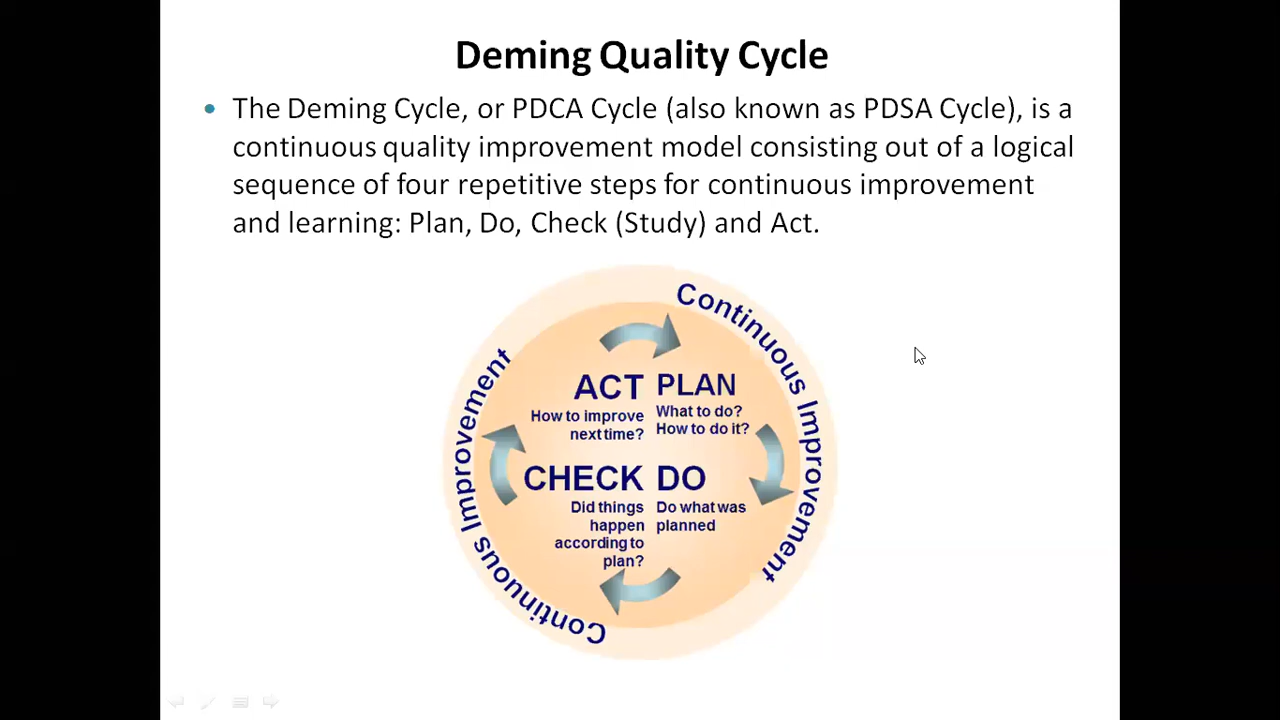 Deming Quality Cycle
• The Deming Cycle, or PDCA Cycle (also known as PDSA Cycle), is a
continuous quality improvement model consisting out of a logical
sequence of four repetitive steps for continuous improvement
and learning: Plan, Do, Check (Study) and Act.
Continuous Improvement
Continuous Improvement
ACT
How to improve
next time?
PLAN
What to do?
How to do it?
CHECK
Did things
happen
according to
plan?
DO
Do what was
planned